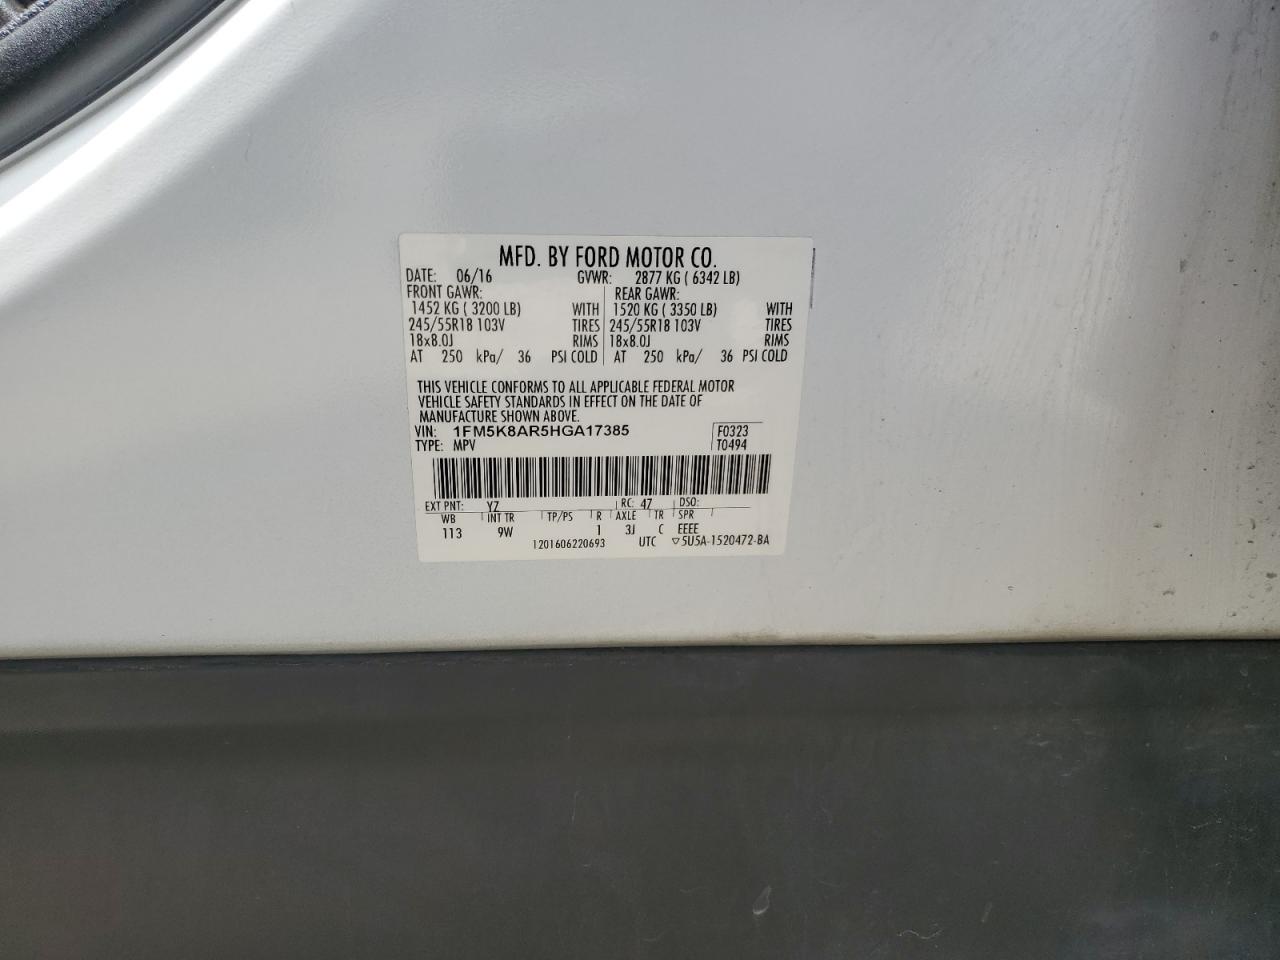 MFD. BY FORD MOTOR CO.
DATE: 06/16 GVWR: 2877 KG ( 6342 LB)
FRONT GAWR: REAR GAWR:
1452 KG ( 3200 LB) WITH 1520 KG ( 3350 LB) WITH
245/55R18 103V TIRES 245/55R18 103V TIRES
18x8.0J RIMS 18x8.0J RIMS
AT 250 kPa/ 36 PSI COLD AT 250 kPa/ 36 PSI COLD
THIS VEHICLE CONFORMS TO ALL APPLICABLE FEDERAL MOTOR
VEHICLE SAFETY STANDARDS IN EFFECT ON THE DATE OF
MANUFACTURE SHOWN ABOVE.
VIN: 1FM5K8AR5HGA17385 F0323
TYPE: MPV T0494
EXT PNT: YZ RC: 47 DSO:
WB INT TR TP/PS R AXLE TR SPR
113 9W 1 3J C EEEE
1201606220693 UTC ▽5U5A-1520472-BA